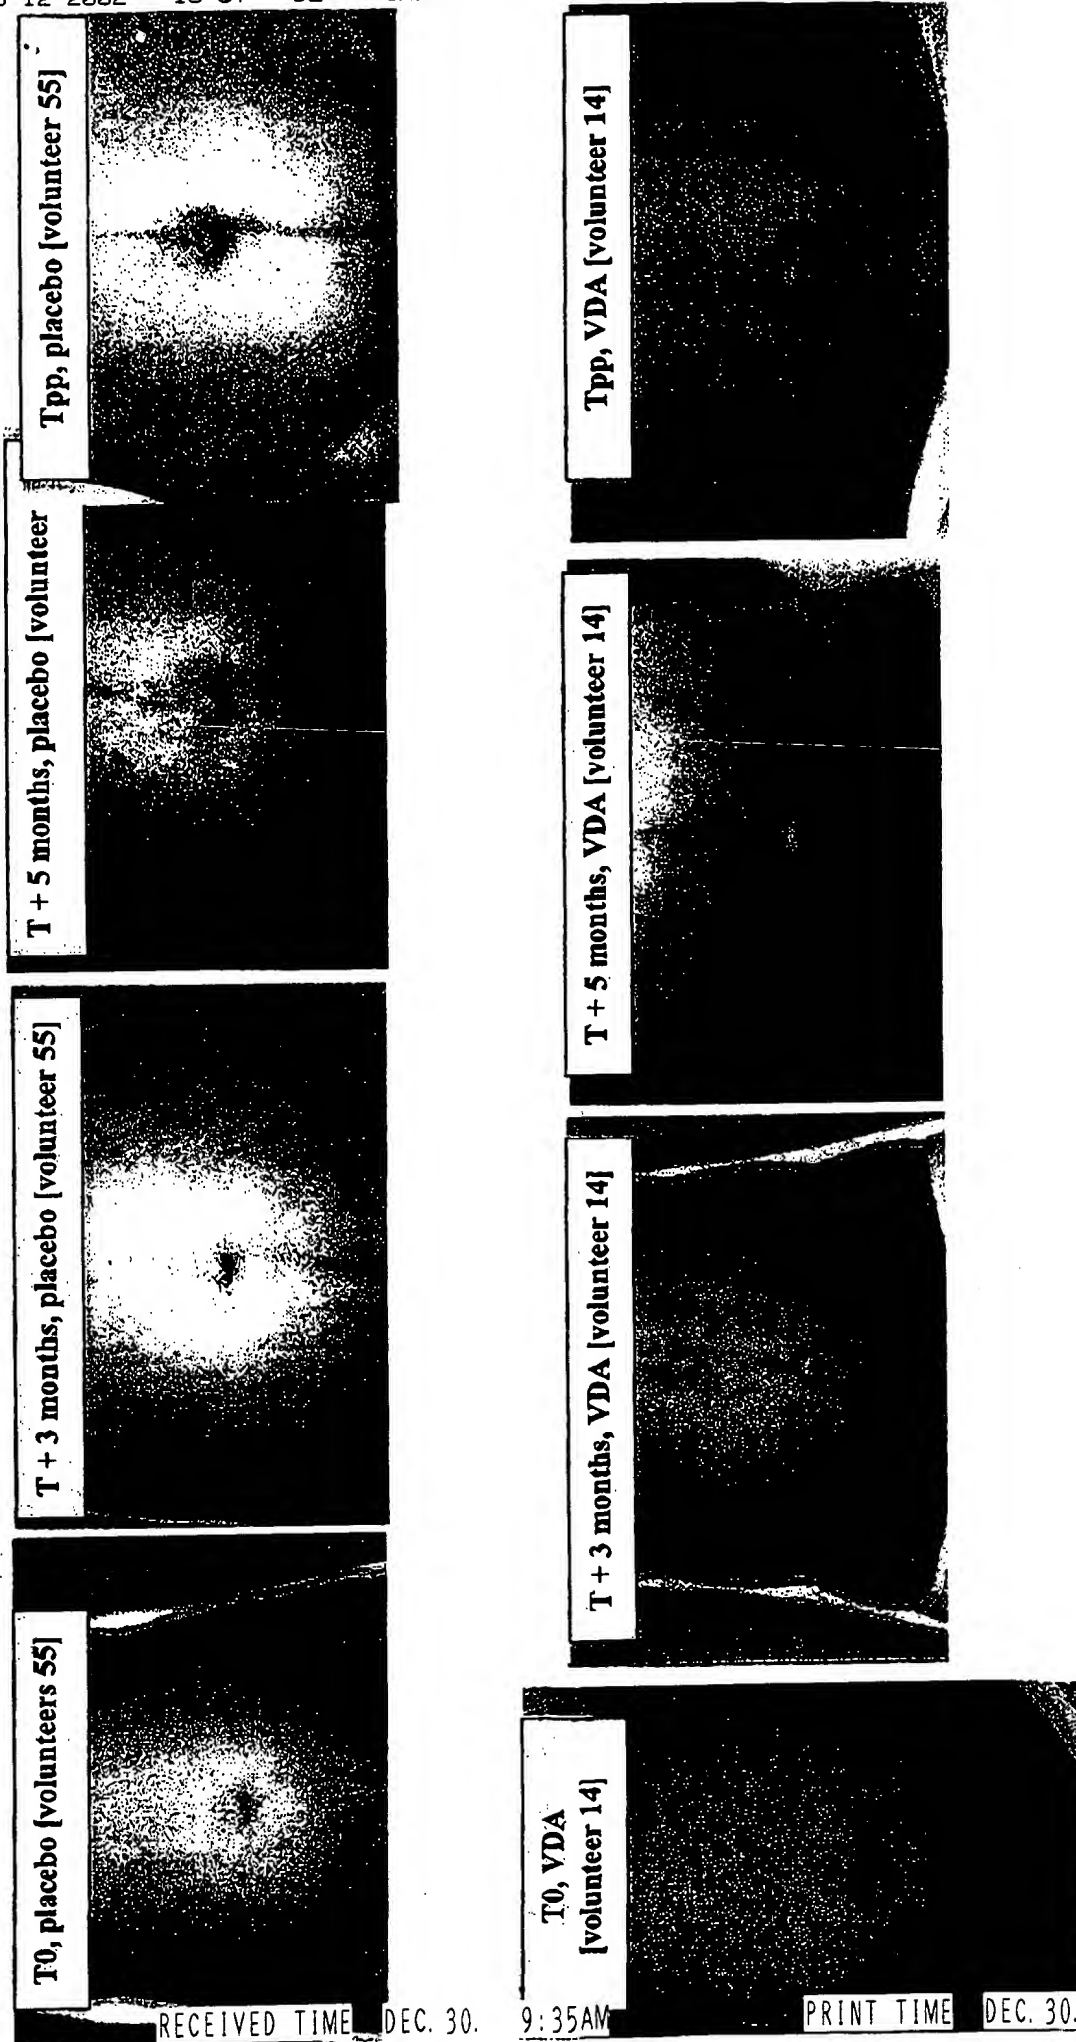 T0, placebo [volunteers 55]
T + 3 months, placebo [volunteer 55]
T + 5 months, placebo [volunteer
Tpp, placebo [volunteer 55]
T0, VDA
[volunteer 14]
T + 3 months, VDA [volunteer 14]
T + 5 months, VDA [volunteer 14]
Tpp, VDA [volunteer 14]
RECEIVED TIME DEC. 30. 9:35AM PRINT TIME DEC. 30.